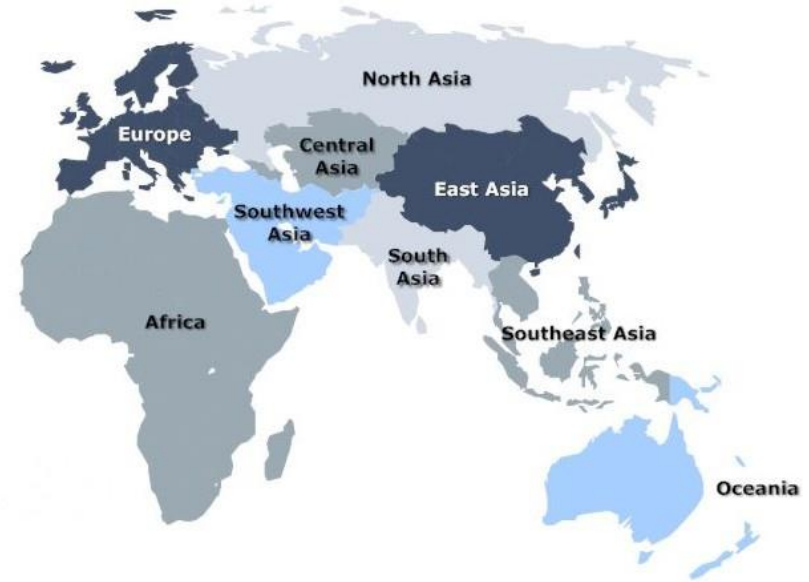 North Asia
Europe
Central
Asia
East Asia
Southwest
Asia
South
Asia
Africa
Southeast Asia
Oceania